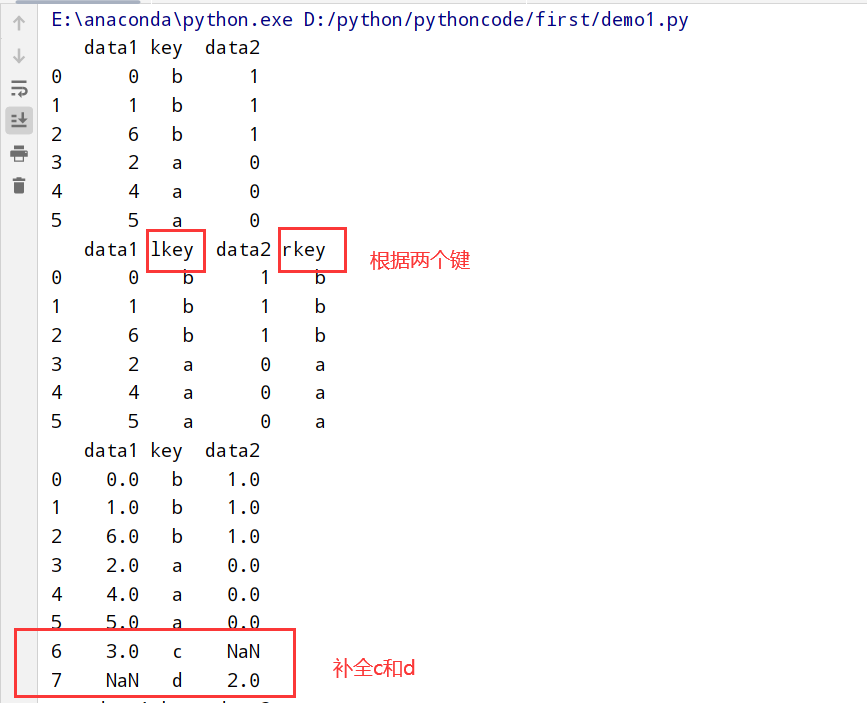 E:\anaconda\python.exe D:/python/pythoncode/first/demo1.py
data1 key data2
0 0 b 1
1 1 b 1
2 6 b 1
3 2 a 0
4 4 a 0
5 5 a 0
data1 lkey data2 rkey
根据两个键
0 0 b 1 b
1 1 b 1 b
2 6 b 1 b
3 2 a 0 a
4 4 a 0 a
5 5 a 0 a
data1 key data2
0 0.0 b 1.0
1 1.0 b 1.0
2 6.0 b 1.0
3 2.0 a 0.0
4 4.0 a 0.0
5 5.0 a 0.0
6 3.0 c NaN
补全c和d
7 NaN d 2.0